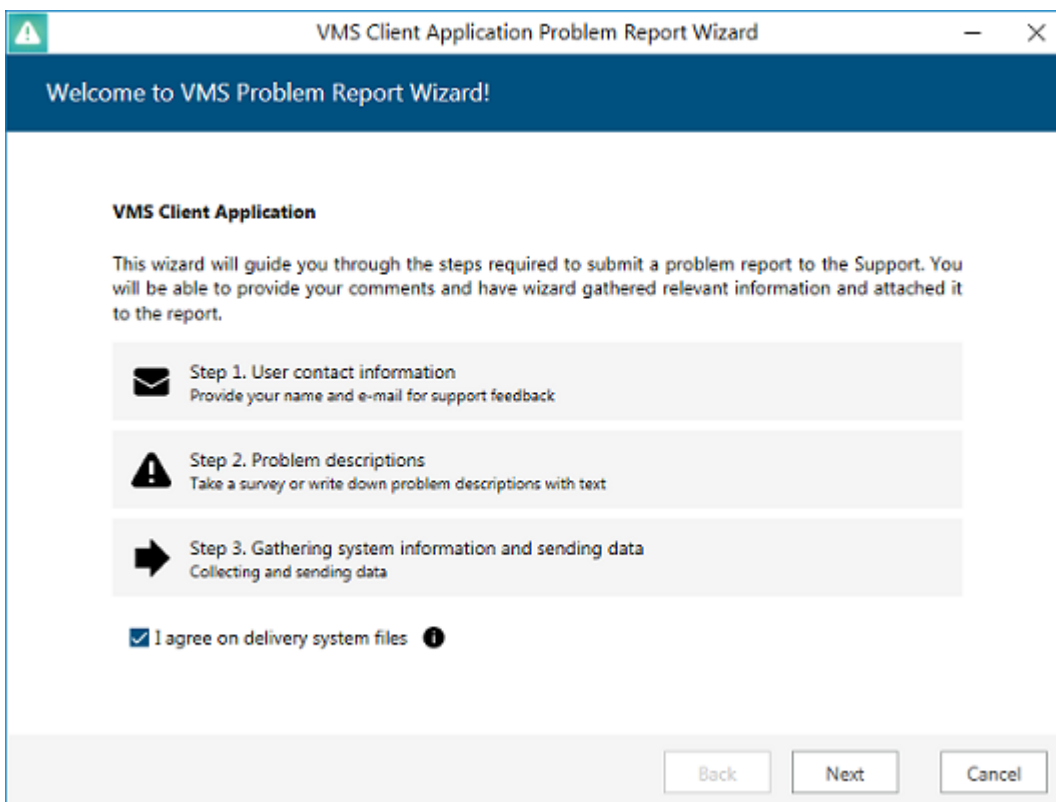 VMS Client Application Problem Report Wizard
Welcome to VMS Problem Report Wizard!
VMS Client Application
This wizard will guide you through the steps required to submit a problem report to the Support. You
will be able to provide your comments and have wizard gathered relevant information and attached it
to the report.
Step 1. User contact information
Provide your name and e-mail for support feedback
Step 2. Problem descriptions
Take a survey or write down problem descriptions with text
Step 3. Gathering system information and sending data
Collecting and sending data
I agree on delivery system files
Back
Next
Cancel